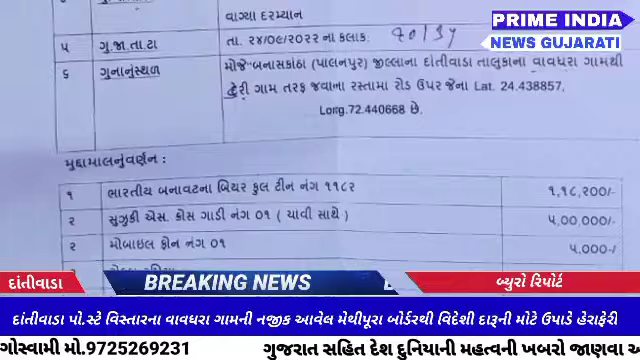 વાગ્યા દરમ્યાન
૫ ગુ.જા.તા.ટા તા. ૨૪/૦૯/૨૦૨૨ ના કલાક:
૬ ગુનાનુંસ્થળ મોજે બનાસકાંઠા (પાલનપુર) જીલ્લાના દાંતીવાડા તાલુકાના વાવધરા ગામથી
ટ્રેરી ગામ તરફ જવાના રસ્તામા રોડ ઉપર જેના Lat. 24.438857,
Long.72.440668 છે.
મુદ્દામાલનુંવર્ણન :
૧ ભારતીય બનાવટના બિયર કુલ ટીન નંગ ૧૧૮૨ ૧,૧૮,૨૦૦/-
૨ સુઝુકી એસ. ક્રોસ ગાડી નંગ ૦૧ ( ચાવી સાથે ) ૫,૦૦,૦૦૦/-
૨ મોબાઇલ ફોન નંગ ૦૧ ૫,૦૦૦/-
PRIME INDIA
NEWS GUJARATI
દાંતીવાડા
BREAKING NEWS
બ્યુરો રિપોર્ટ
દાંતીવાડા પો.સ્ટે વિસ્તારના વાવધરા ગામની નજીક આવેલ મેથીપૂરા બોર્ડરથી વિદેશી દારૂની મોટે ઉપાડે હેરાફેરી
ગોસ્વામી મો.9725269231 ગુજરાત સહિત દેશ દુનિયાની મહત્વની ખબરો જાણવા